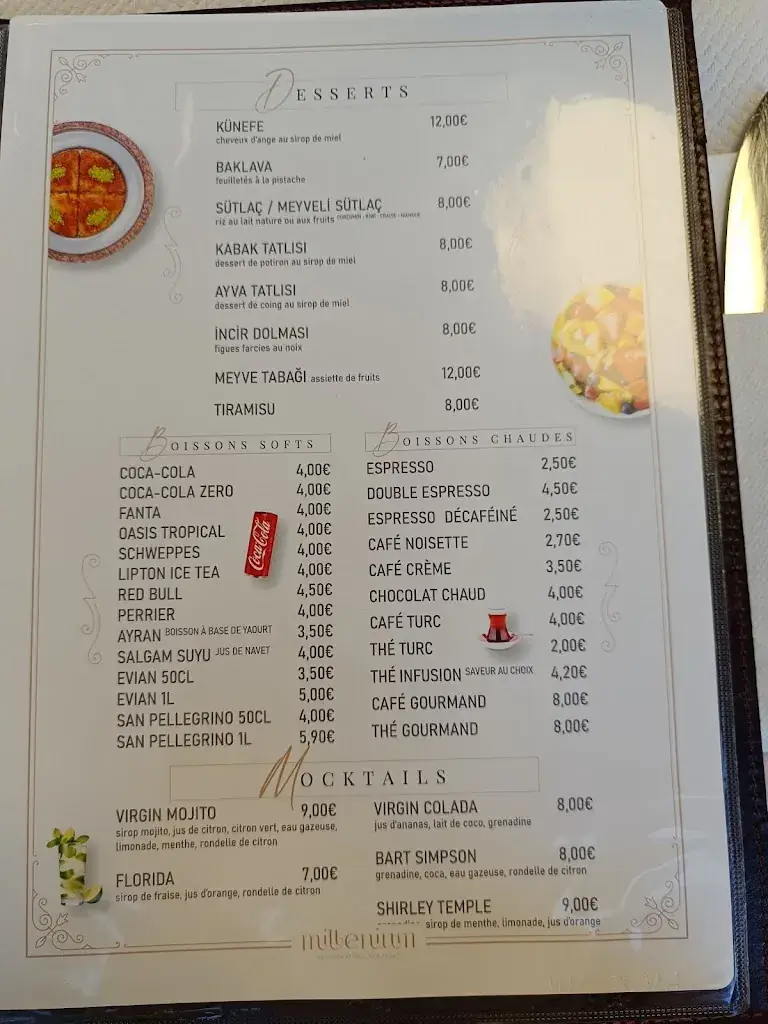 DESSERTS
KÜNEFE 12,00€
cheveux d'ange au sirop de miel
BAKLAVA 7,00€
feuilletés à la pistache
SÜTLAÇ / MEYVELİ SÜTLAÇ 8,00€
riz au lait nature ou aux fruits
KABAK TATLISI 8,00€
dessert de potiron au sirop de miel
AYVA TATLISI 8,00€
dessert de coing au sirop de miel
İNCİR DOLMASI 8,00€
figues farcies au noix
MEYVE TABAĞI assiette de fruits 12,00€
TIRAMISU 8,00€
BOISSONS SOFTS
COCA-COLA 4,00€
COCA-COLA ZERO 4,00€
FANTA 4,00€
OASIS TROPICAL 4,00€
SCHWEPPES 4,00€
LIPTON ICE TEA 4,00€
RED BULL 4,50€
PERRIER 4,00€
AYRAN BOISSON À BASE DE YAOURT 3,50€
SALGAM SUYU JUS DE NAVET 4,00€
EVIAN 50CL 3,50€
EVIAN 1L 5,00€
SAN PELLEGRINO 50CL 4,00€
SAN PELLEGRINO 1L 5,90€
Coca-Cola
BOISSONS CHAUDES
ESPRESSO 2,50€
DOUBLE ESPRESSO 4,50€
ESPRESSO DÉCAFÉINÉ 2,50€
CAFÉ NOISETTE 2,70€
CAFÉ CRÈME 3,50€
CHOCOLAT CHAUD 4,00€
CAFÉ TURC 4,00€
THÉ TURC 2,00€
THÉ INFUSION SAVEUR AU CHOIX 4,20€
CAFÉ GOURMAND 8,00€
THÉ GOURMAND 8,00€
MOCKTAILS
VIRGIN MOJITO 9,00€
sirop mojito, jus de citron, citron vert, eau gazeuse,
limonade, menthe, rondelle de citron
FLORIDA 7,00€
sirop de fraise, jus d'orange, rondelle de citron
VIRGIN COLADA 8,00€
jus d'ananas, lait de coco, grenadine
BART SIMPSON 8,00€
grenadine, coca, eau gazeuse, rondelle de citron
SHIRLEY TEMPLE 9,00€
sirop de menthe, limonade, jus d'orange
millenium